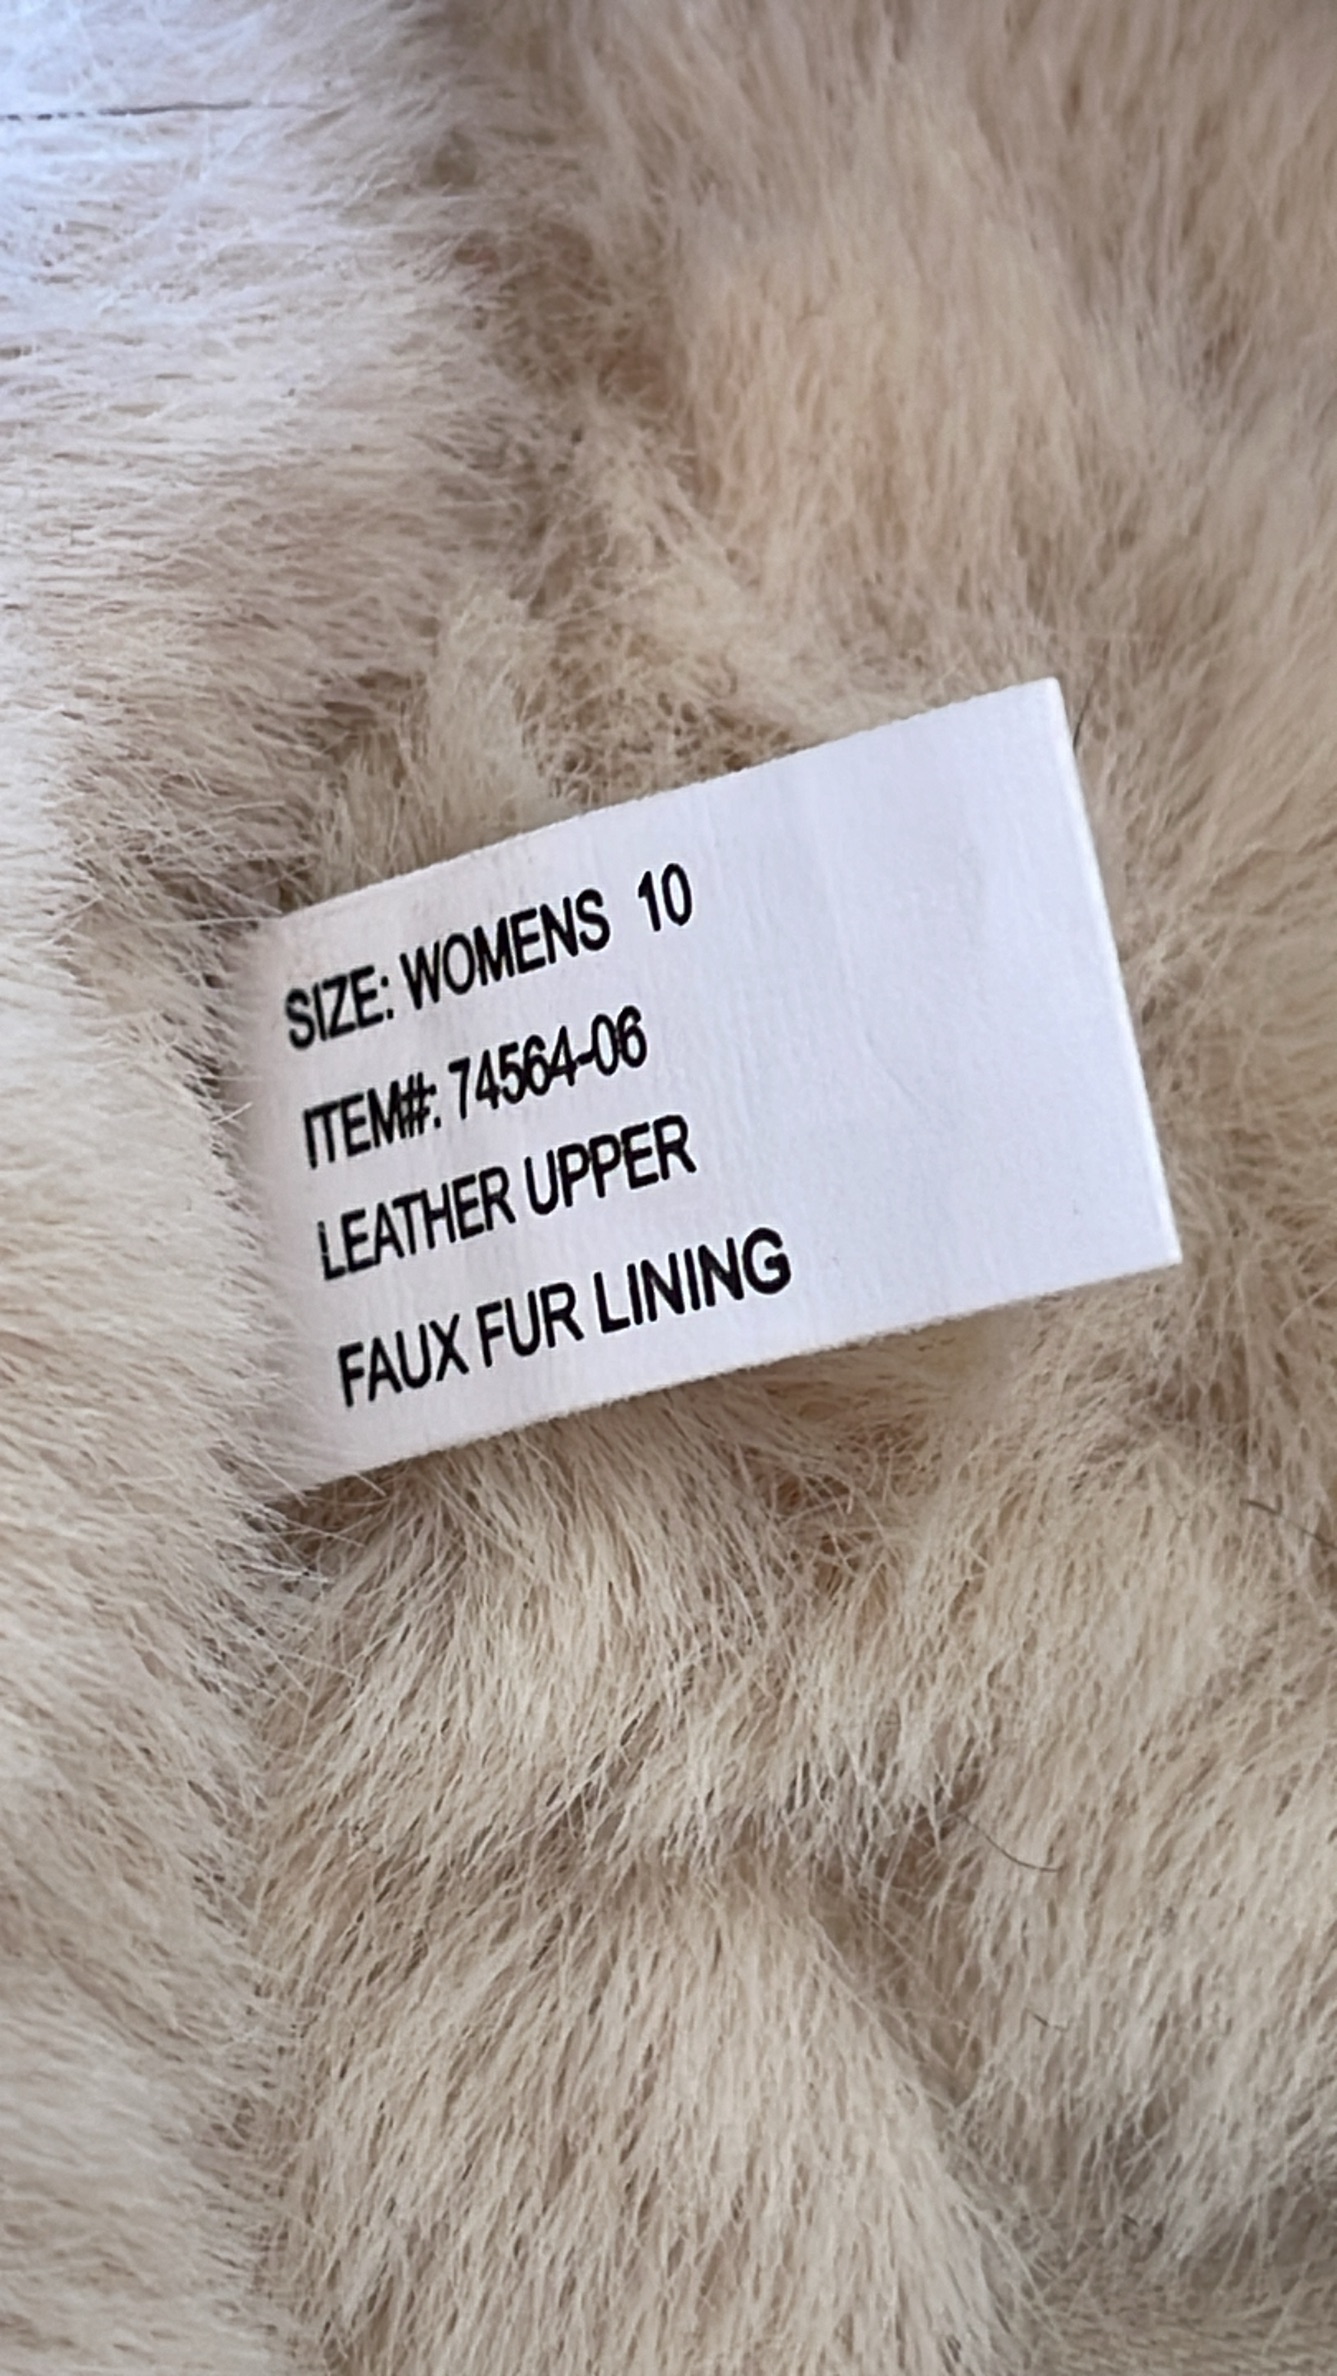 SIZE: WOMENS 10
ITEM#: 74564-06
LEATHER UPPER
FAUX FUR LINING